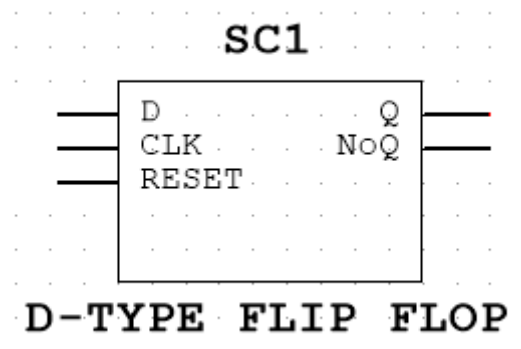 SC1
D Q
CLK NoQ
RESET
D-TYPE FLIP FLOP